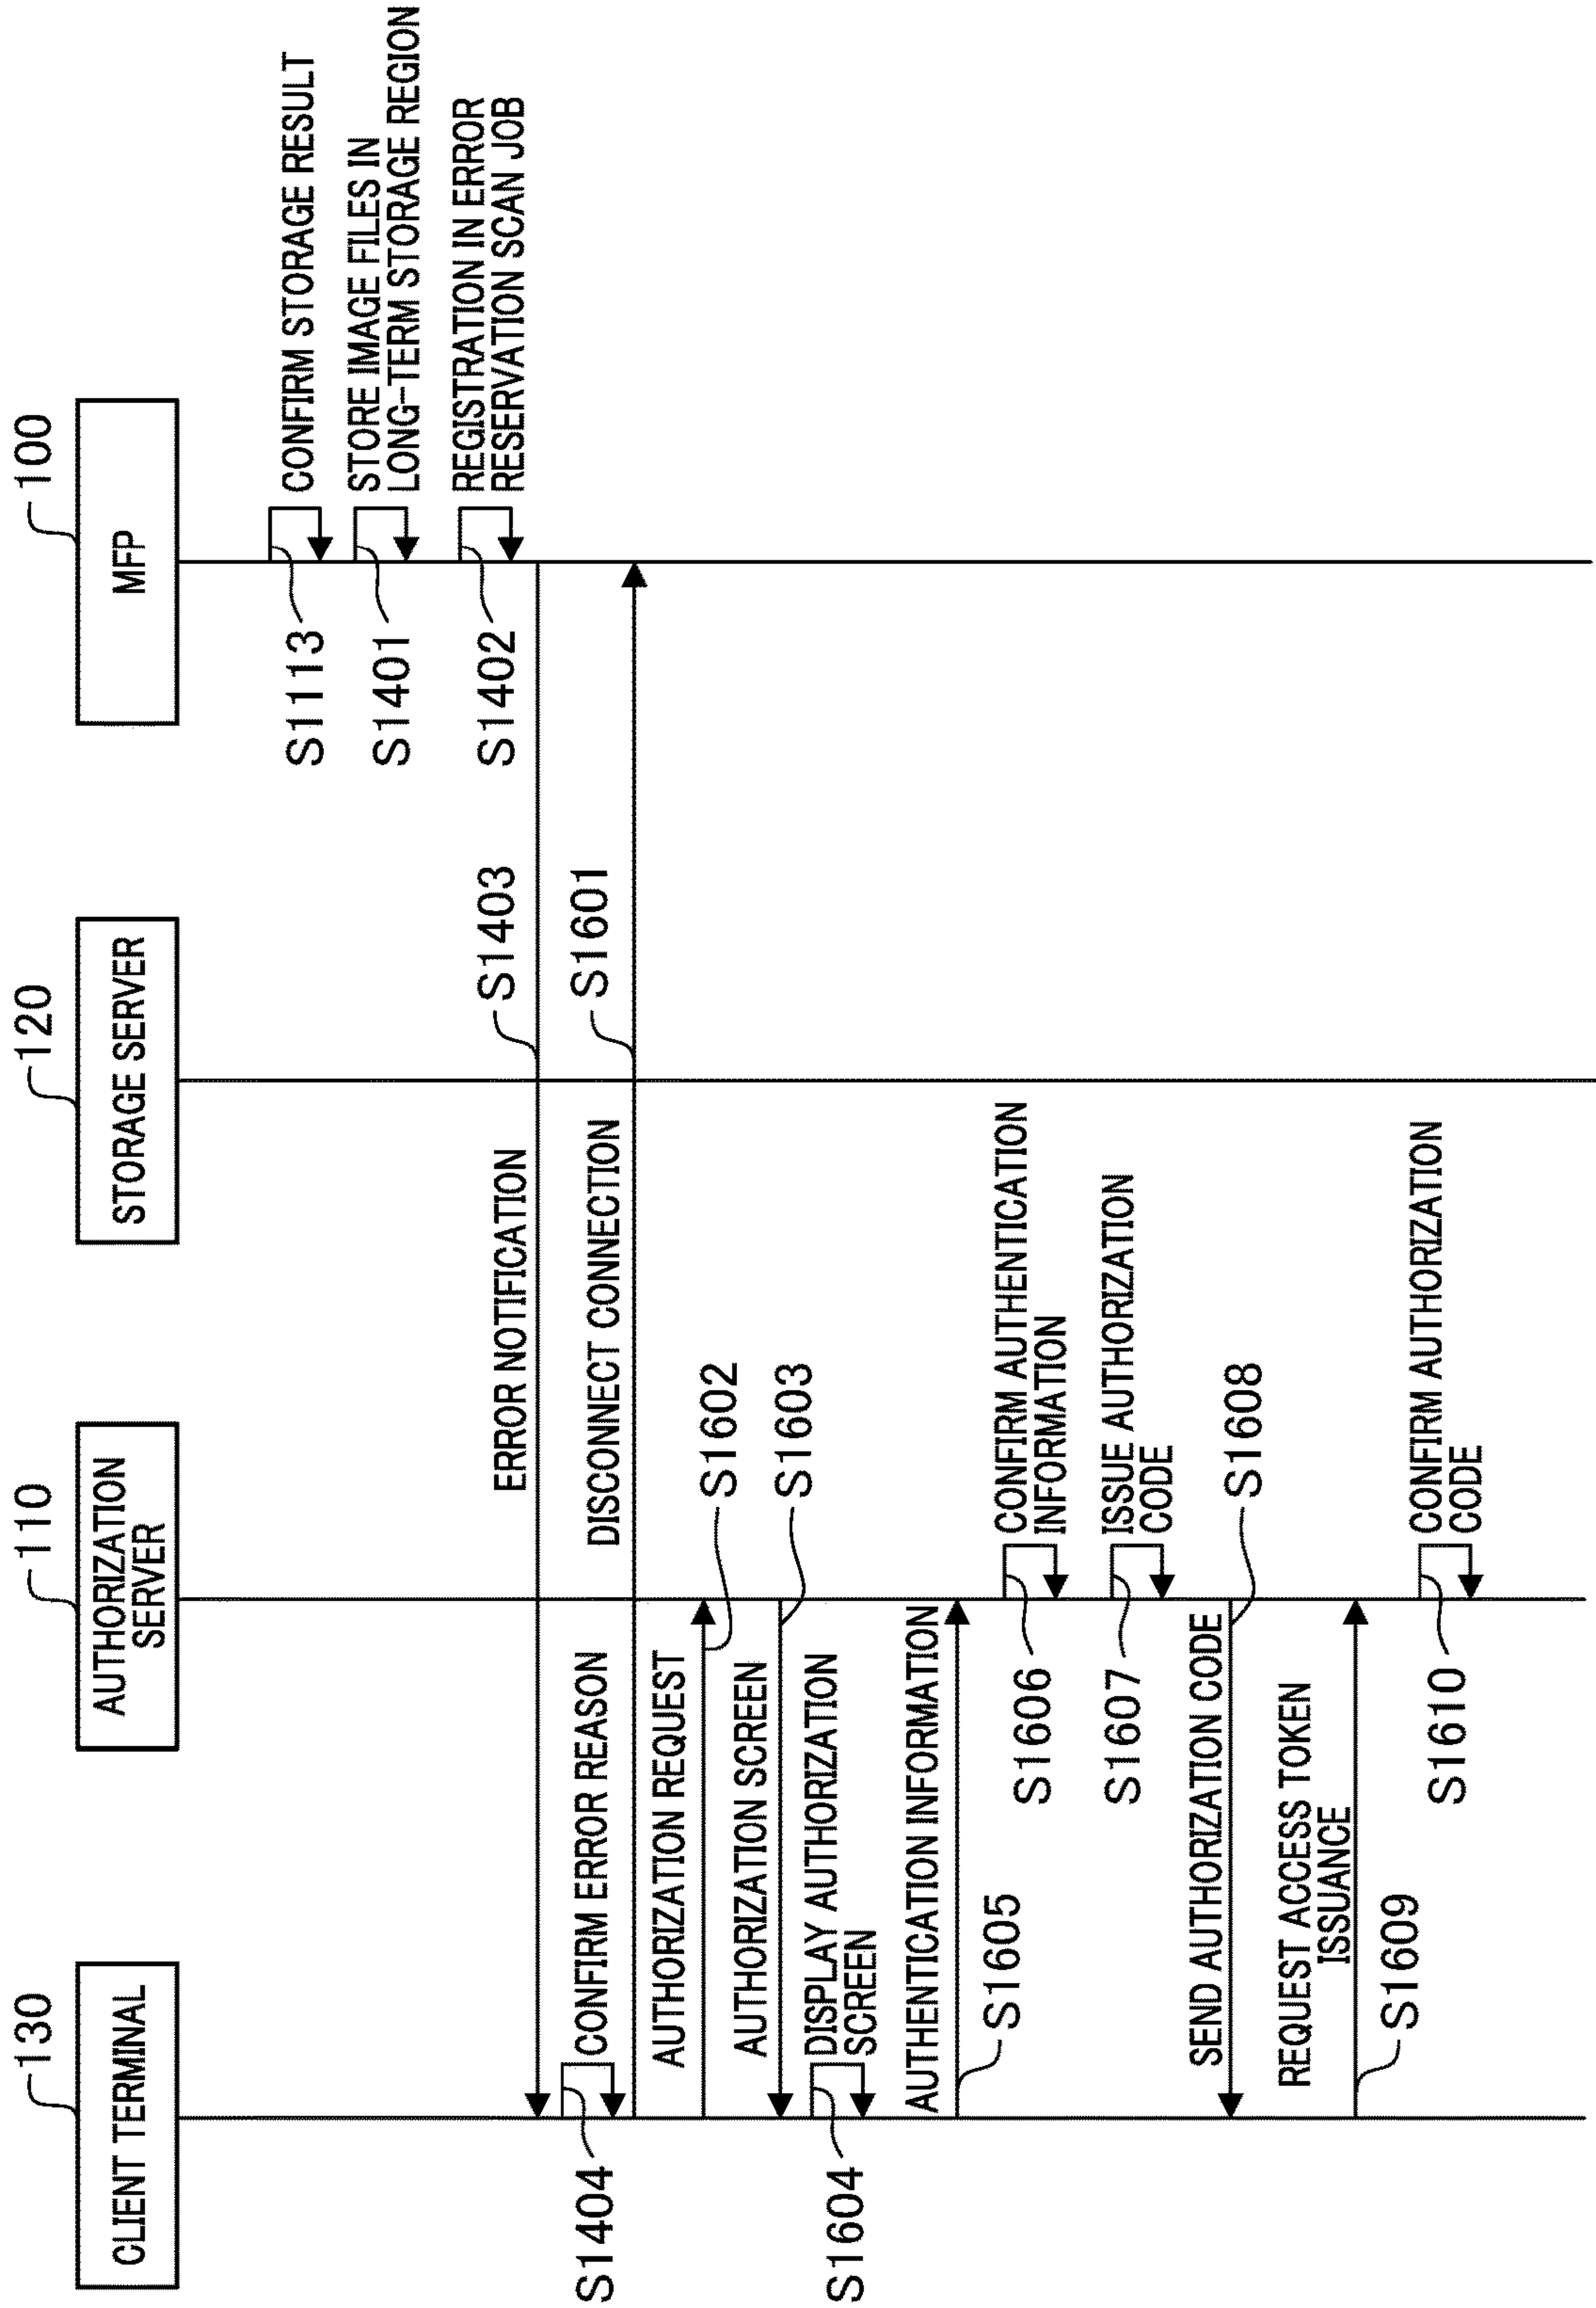 130
CLIENT TERMINAL
110
AUTHORIZATION
SERVER
120
STORAGE SERVER
100
MFP
S1113
CONFIRM STORAGE RESULT
S1401
STORE IMAGE FILES IN
LONG-TERM STORAGE REGION
S1402
REGISTRATION IN ERROR
RESERVATION SCAN JOB
ERROR NOTIFICATION
S1403
S1404
CONFIRM ERROR REASON
DISCONNECT CONNECTION
S1601
AUTHORIZATION REQUEST
S1602
AUTHORIZATION SCREEN
S1603
S1604
DISPLAY AUTHORIZATION
SCREEN
AUTHENTICATION INFORMATION
S1605
S1606
CONFIRM AUTHENTICATION
INFORMATION
S1607
ISSUE AUTHORIZATION
CODE
SEND AUTHORIZATION CODE
S1608
REQUEST ACCESS TOKEN
ISSUANCE
S1609
S1610
CONFIRM AUTHORIZATION
CODE